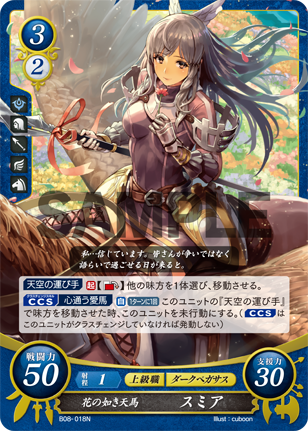 3
2
SAMPLE
私…信じています。皆さんが争いではなく
語らいで過ごせる日が来ると。
天空の運び手 起【 】他の味方を1体選び、移動させる。
CCS 心通う愛馬 自 1ターンに1回 このユニットの『天空の運び手』
で味方を移動させた時、このユニットを未行動にする。（CCS は
このユニットがクラスチェンジしていなければ発動しない）
戦闘力
50
射程 1 上級職 ダークペガサス
支援力
30
花の如き天馬 スミア
B08-018N
Illust：cuboon